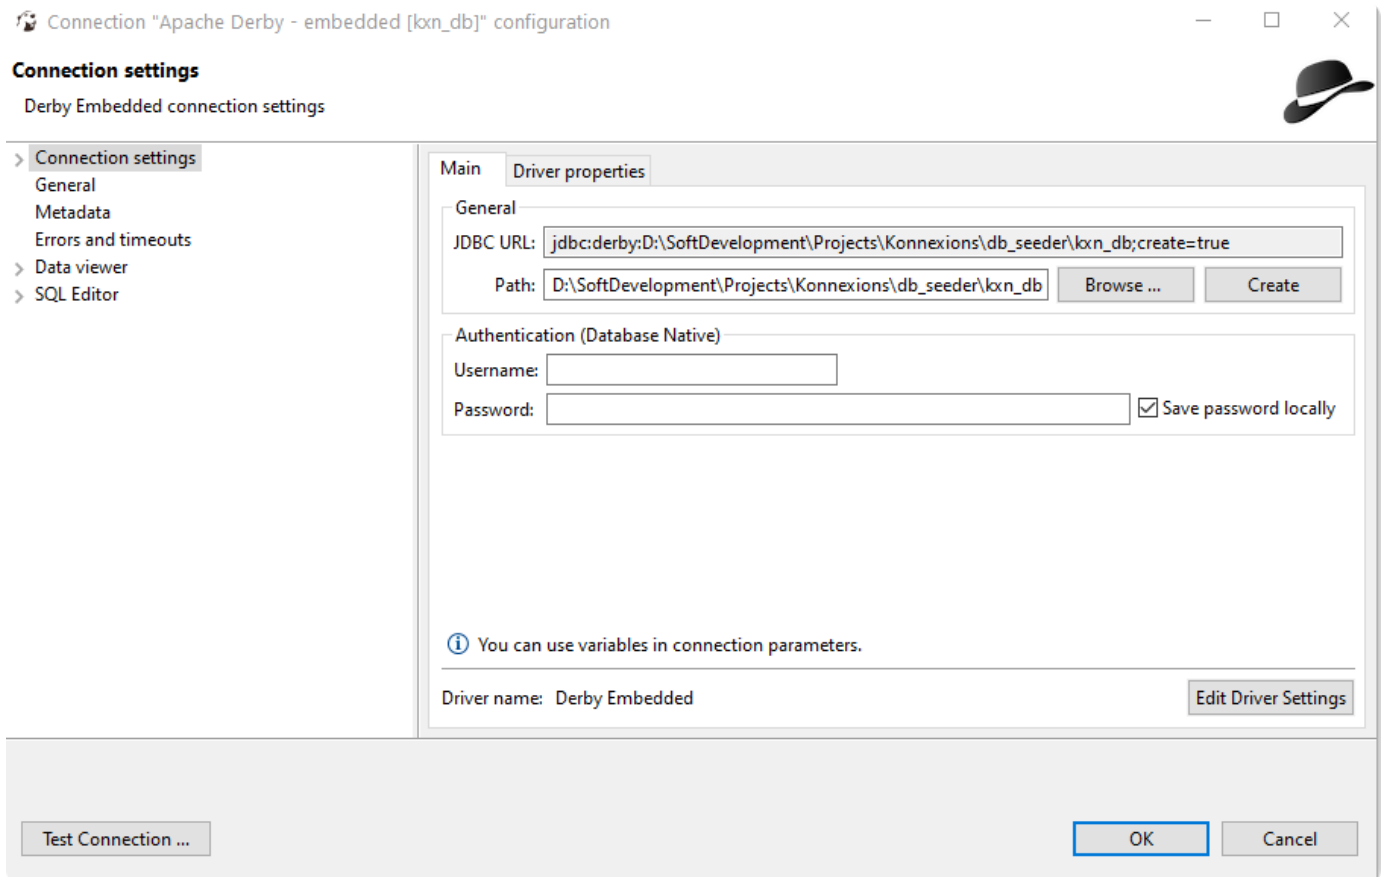 Connection "Apache Derby - embedded [kxn_db]" configuration
Connection settings
Derby Embedded connection settings
Connection settings
General
Metadata
Errors and timeouts
Data viewer
SQL Editor
Main
Driver properties
General
JDBC URL: jdbc:derby:D:\SoftDevelopment\Projects\Konnexions\db_seeder\kxn_db;create=true
Path: D:\SoftDevelopment\Projects\Konnexions\db_seeder\kxn_db Browse ... Create
Authentication (Database Native)
Username:
Password: Save password locally
You can use variables in connection parameters.
Driver name: Derby Embedded Edit Driver Settings
Test Connection ... OK Cancel